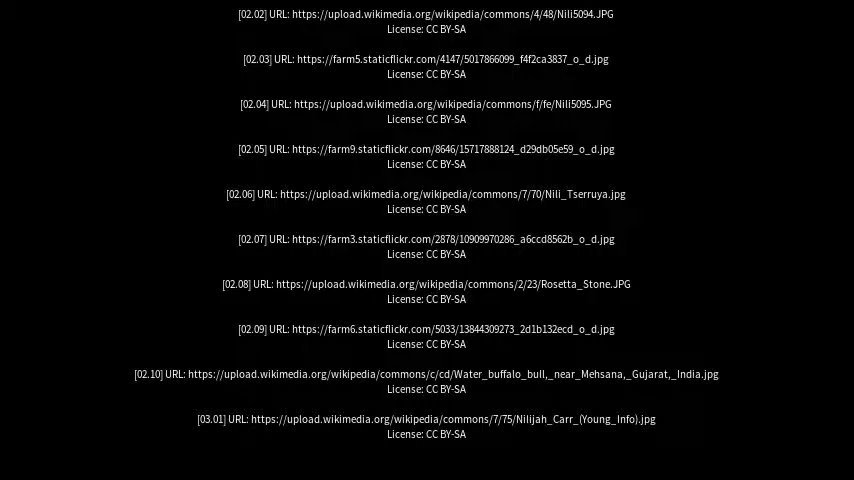 [02.02] URL: https://upload.wikimedia.org/wikipedia/commons/4/48/Nili5094.JPG
License: CC BY-SA
[02.03] URL: https://farm5.staticflickr.com/4147/5017866099_f4f2ca3837_o_d.jpg
License: CC BY-SA
[02.04] URL: https://upload.wikimedia.org/wikipedia/commons/f/fe/Nili5095.JPG
License: CC BY-SA
[02.05] URL: https://farm9.staticflickr.com/8646/15717888124_d29db05e59_o_d.jpg
License: CC BY-SA
[02.06] URL: https://upload.wikimedia.org/wikipedia/commons/7/70/Nili_Tserruya.jpg
License: CC BY-SA
[02.07] URL: https://farm3.staticflickr.com/2878/10909970286_a6ccd8562b_o_d.jpg
License: CC BY-SA
[02.08] URL: https://upload.wikimedia.org/wikipedia/commons/2/23/Rosetta_Stone.JPG
License: CC BY-SA
[02.09] URL: https://farm6.staticflickr.com/5033/13844309273_2d1b132ecd_o_d.jpg
License: CC BY-SA
[02.10] URL: https://upload.wikimedia.org/wikipedia/commons/c/cd/Water_buffalo_bull,_near_Mehsana,_Gujarat,_India.jpg
License: CC BY-SA
[03.01] URL: https://upload.wikimedia.org/wikipedia/commons/7/75/Nilijah_Carr_(Young_Info).jpg
License: CC BY-SA